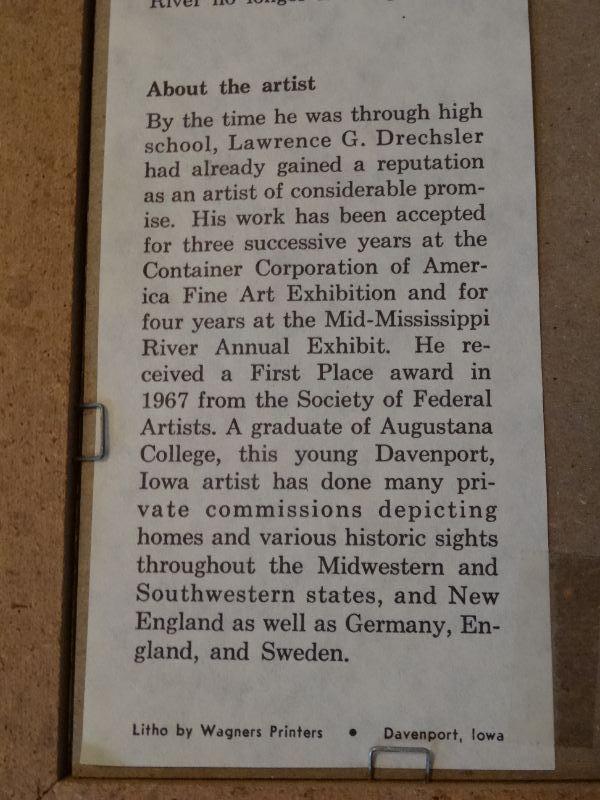 River no longer
About the artist
By the time he was through high
school, Lawrence G. Drechsler
had already gained a reputation
as an artist of considerable prom-
ise. His work has been accepted
for three successive years at the
Container Corporation of Amer-
ica Fine Art Exhibition and for
four years at the Mid-Mississippi
River Annual Exhibit. He re-
ceived a First Place award in
1967 from the Society of Federal
Artists. A graduate of Augustana
College, this young Davenport,
Iowa artist has done many pri-
vate commissions depicting
homes and various historic sights
throughout the Midwestern and
Southwestern states, and New
England as well as Germany, En-
gland, and Sweden.
Litho by Wagners Printers • Davenport, Iowa